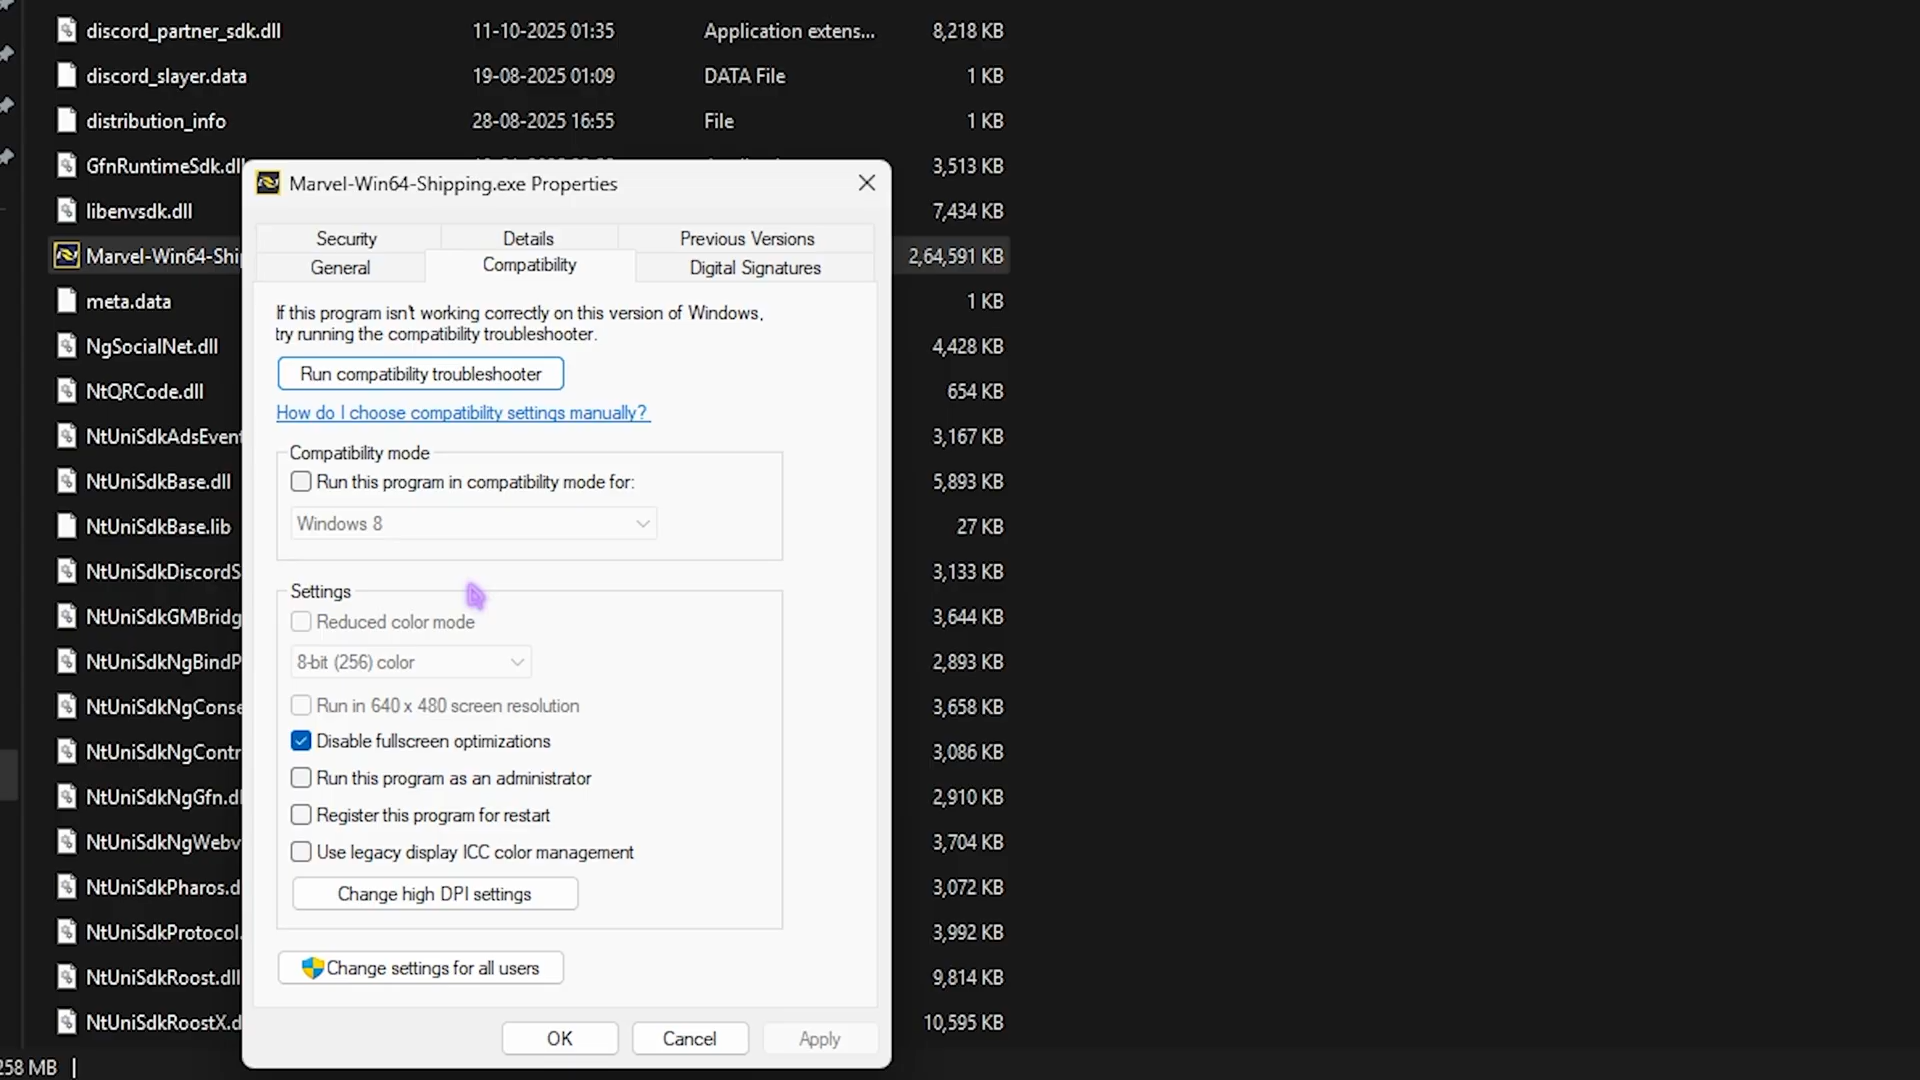 discord_partner_sdk.dll 11-10-2025 01:35 Application extens... 8,218 KB
discord_slayer.data 19-08-2025 01:09 DATA File 1 KB
distribution_info 28-08-2025 16:55 File 1 KB
GfnRuntimeSdk.dll 3,513 KB
libenvsdk.dll 7,434 KB
Marvel-Win64-Shi 2,64,591 KB
meta.data 1 KB
NgSocialNet.dll 4,428 KB
NtQRCode.dll 654 KB
NtUniSdkAdsEvent 3,167 KB
NtUniSdkBase.dll 5,893 KB
NtUniSdkBase.lib 27 KB
NtUniSdkDiscordS 3,133 KB
NtUniSdkGMBridg 3,644 KB
NtUniSdkNgBindP 2,893 KB
NtUniSdkNgConse 3,658 KB
NtUniSdkNgContr 3,086 KB
NtUniSdkNgGfn.dl 2,910 KB
NtUniSdkNgWebv 3,704 KB
NtUniSdkPharos.d 3,072 KB
NtUniSdkProtocol. 3,992 KB
NtUniSdkRoost.dll 9,814 KB
NtUniSdkRoostX.d 10,595 KB
258 MB
Marvel-Win64-Shipping.exe Properties
Security Details Previous Versions
General Compatibility Digital Signatures
If this program isn't working correctly on this version of Windows,
try running the compatibility troubleshooter.
Run compatibility troubleshooter
How do I choose compatibility settings manually?
Compatibility mode
Run this program in compatibility mode for:
Windows 8
Settings
Reduced color mode
8-bit (256) color
Run in 640 x 480 screen resolution
Disable fullscreen optimizations
Run this program as an administrator
Register this program for restart
Use legacy display ICC color management
Change high DPI settings
Change settings for all users
OK Cancel Apply